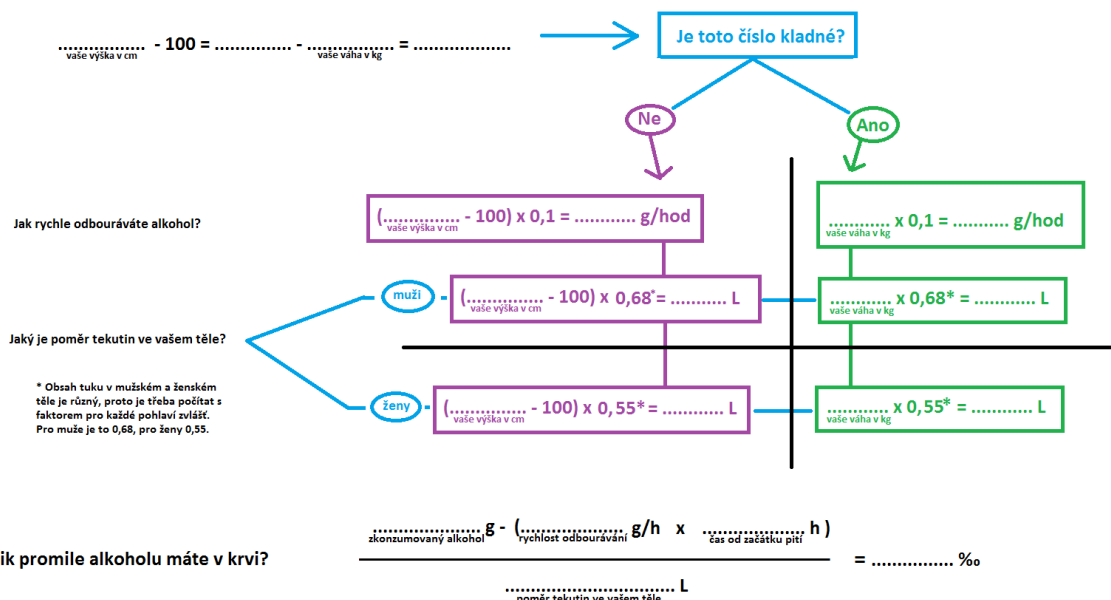 Je toto číslo kladné?
..................... - 100 = ............... - ..................... = ....................
vaše výška v cm vaše váha v kg
Ne
Ano
Jak rychle odbouráváte alkohol?
(............... - 100) x 0,1 = ............ g/hod
vaše výška v cm
............ x 0,1 = ........... g/hod
vaše váha v kg
muži
(............... - 100) x 0,68* = ........... L
vaše výška v cm
............ x 0,68* = ............ L
vaše váha v kg
Jaký je poměr tekutin ve vašem těle?
* Obsah tuku v mužském a ženském
těle je různý, proto je třeba počítat s
faktorem pro každé pohlaví zvlášť.
Pro muže je to 0,68, pro ženy 0,55.
ženy
(............... - 100) x 0,55* = ............ L
vaše výška v cm
............ x 0,55* = ............ L
vaše váha v kg
ik promile alkoholu máte v krvi?
..................... g - (..................... g/h x ..................... h )
zkonzumovaný alkohol rychlost odbourávání čas od začátku pití
= ................ ‰
................................. L
poměr tekutin ve vašem těle